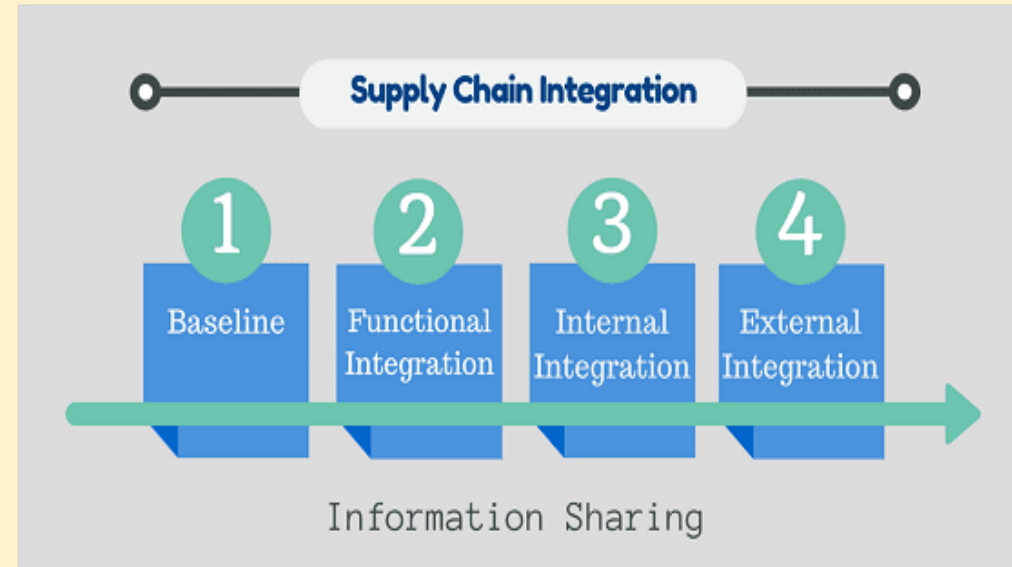 Supply Chain Integration
1
2
3
4
Baseline
Functional
Integration
Internal
Integration
External
Integration
Information Sharing